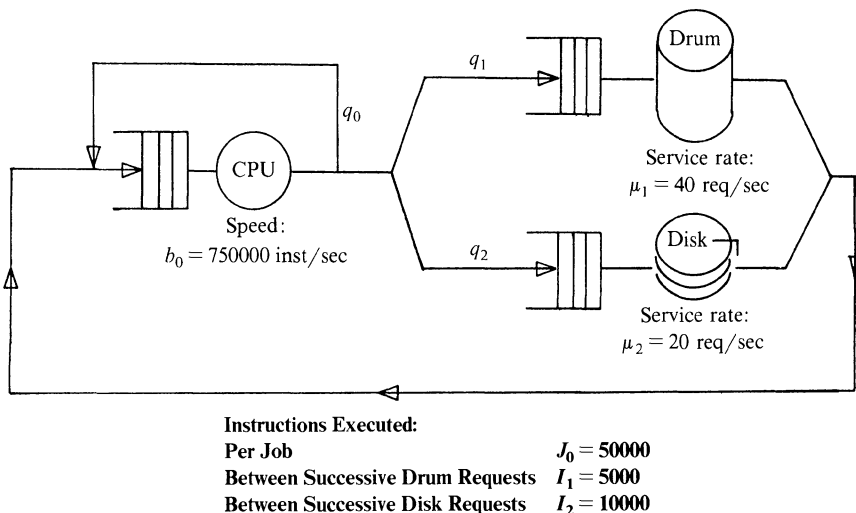 Drum
q₁
q₀
CPU
Service rate:
μ₁ = 40 req/sec
Speed:
b₀ = 750000 inst/sec
Disk
q₂
Service rate:
μ₂ = 20 req/sec
Instructions Executed:
Per Job J₀ = 50000
Between Successive Drum Requests I₁ = 5000
Between Successive Disk Requests I₂ = 10000